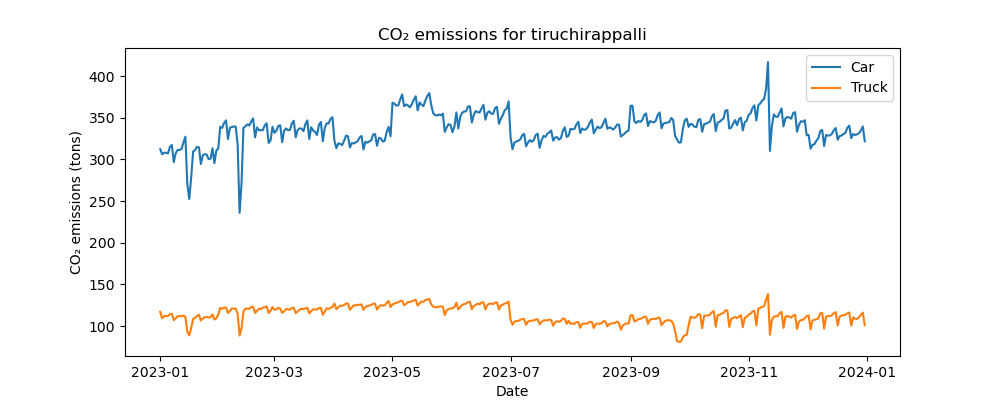 CO₂ emissions for tiruchirappalli
Car
Truck
CO₂ emissions (tons)
400
350
300
250
200
150
100
2023-01
2023-03
2023-05
2023-07
2023-09
2023-11
2024-01
Date